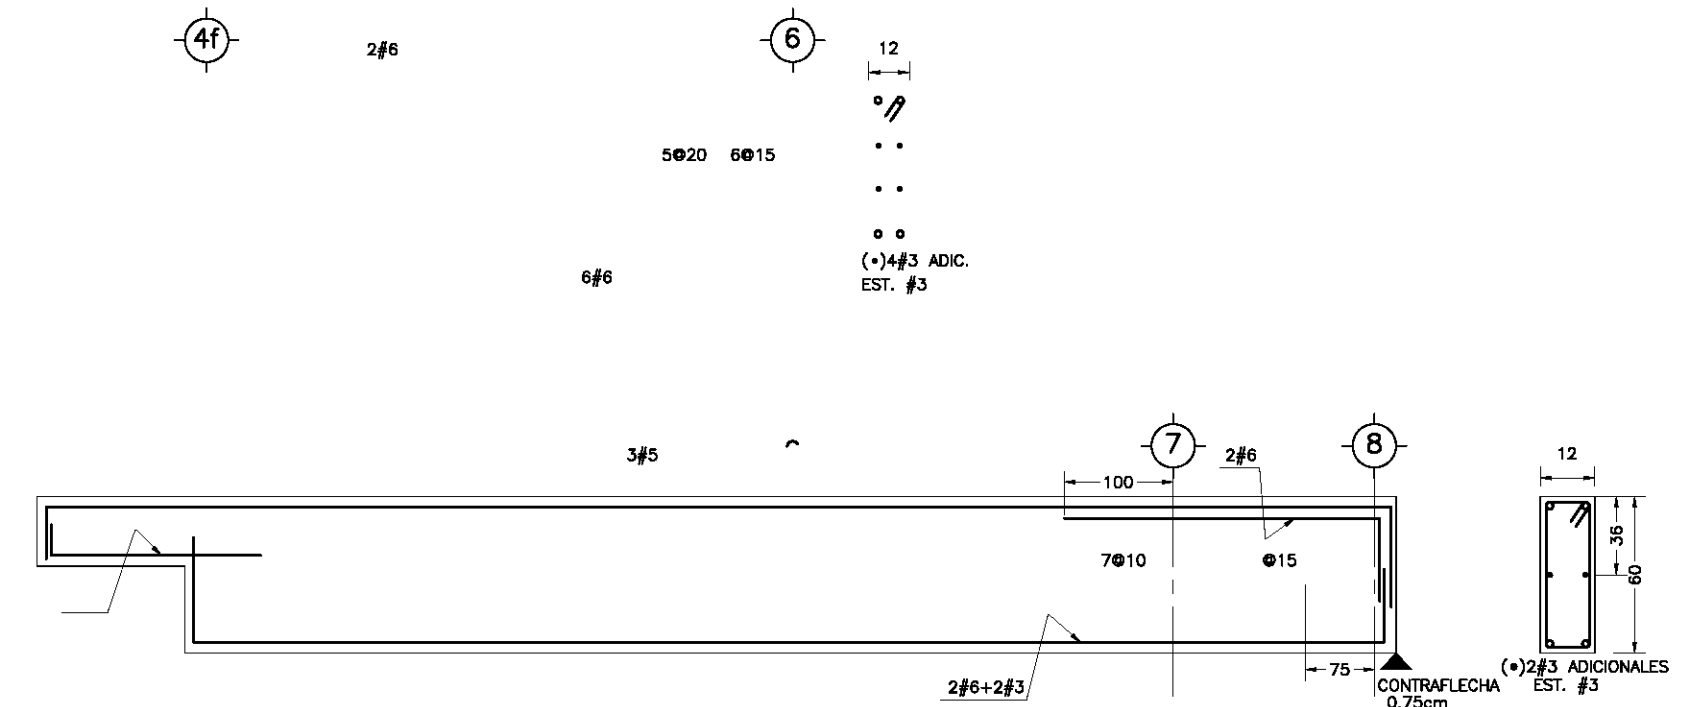 4f
2#6
6
12
5@20 6@15
(•)4#3 ADIC.
EST. #3
6#6
3#5
7
2#6
8
12
100
36
7@10
@15
60
75
2#6+2#3
CONTRAFLECHA
0.75cm
(•)2#3 ADICIONALES
EST. #3